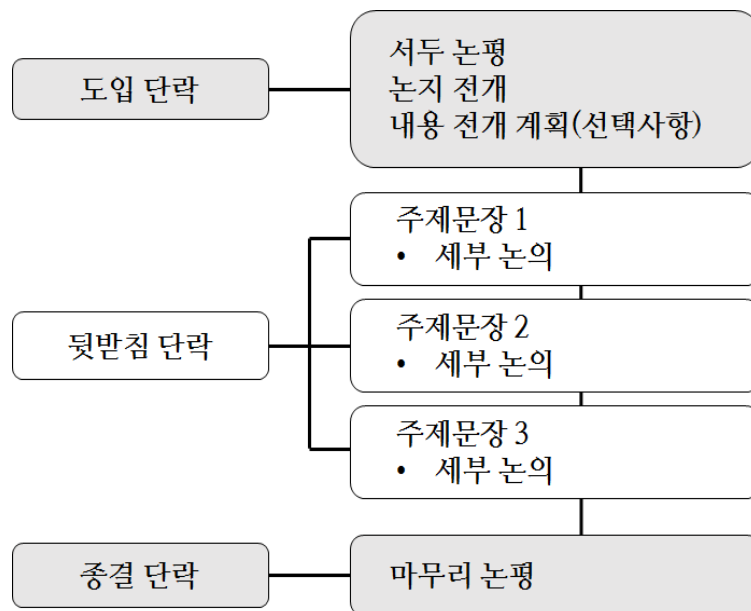 도입 단락
서두 논평
논지 전개
내용 전개 계획(선택사항)
뒷받침 단락
주제문장 1
• 세부 논의
주제문장 2
• 세부 논의
주제문장 3
• 세부 논의
종결 단락
마무리 논평